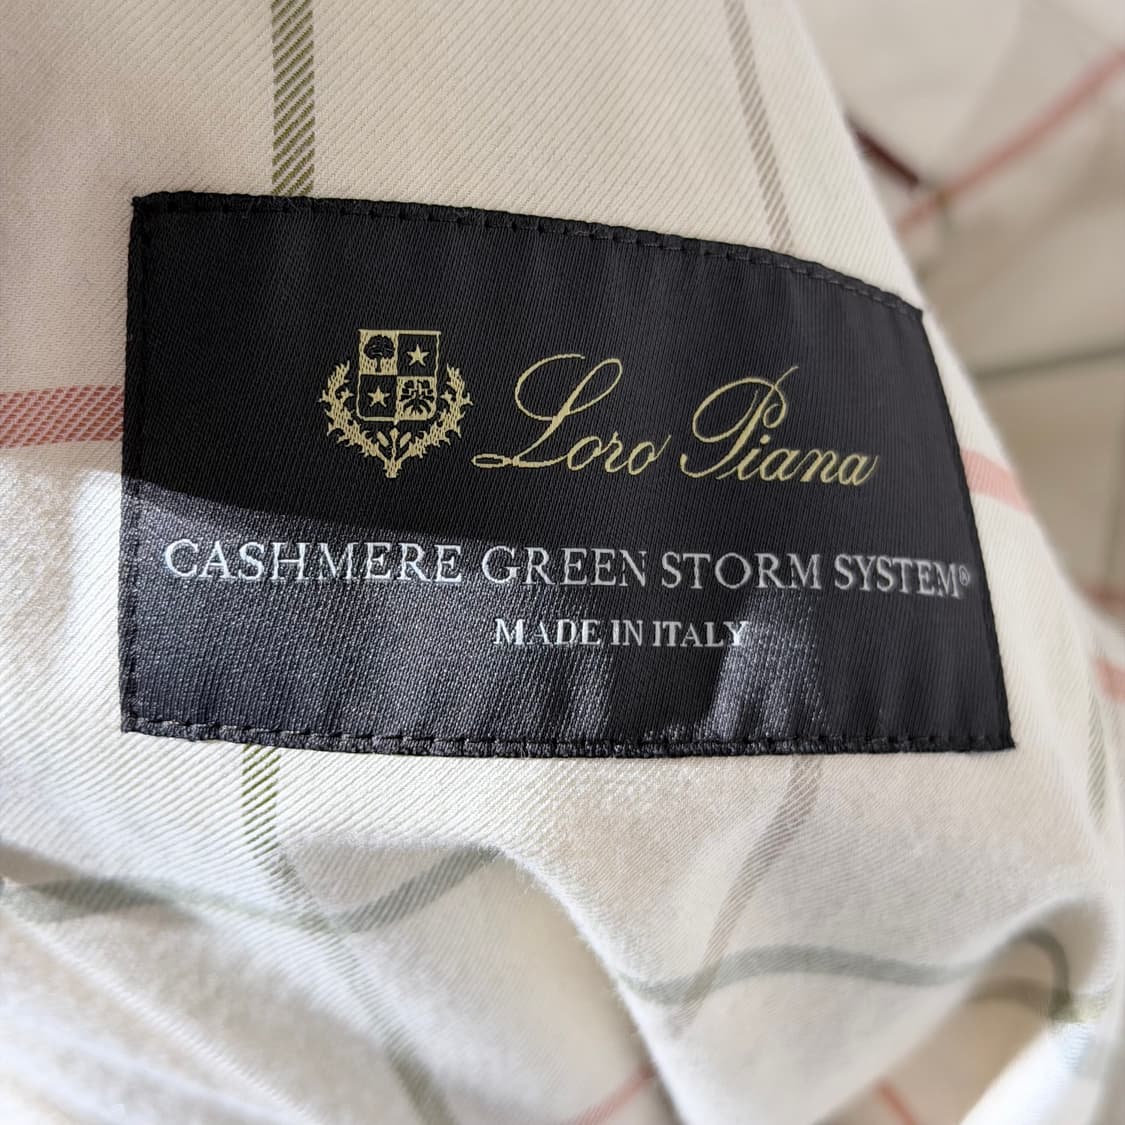 Loro Piana
CASHMERE GREEN STORM SYSTEM®
MADE IN ITALY